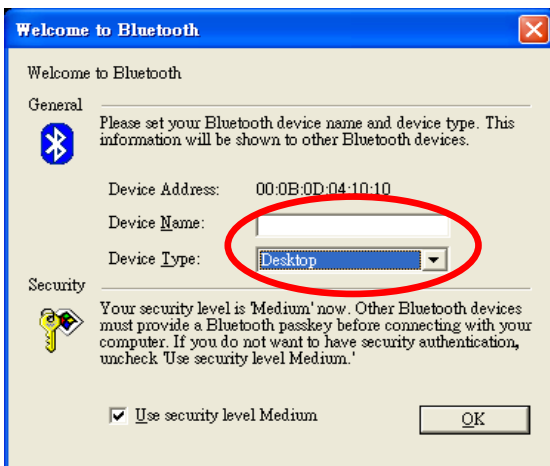 Welcome to Bluetooth
Welcome to Bluetooth
General
Please set your Bluetooth device name and device type. This
information will be shown to other Bluetooth devices.
Device Address: 00:0B:0D:04:10:10
Device Name:
Device Type: Desktop
Security
Your security level is 'Medium' now. Other Bluetooth devices
must provide a Bluetooth passkey before connecting with your
computer. If you do not want to have security authentication,
uncheck 'Use security level Medium.'
Use security level Medium
OK